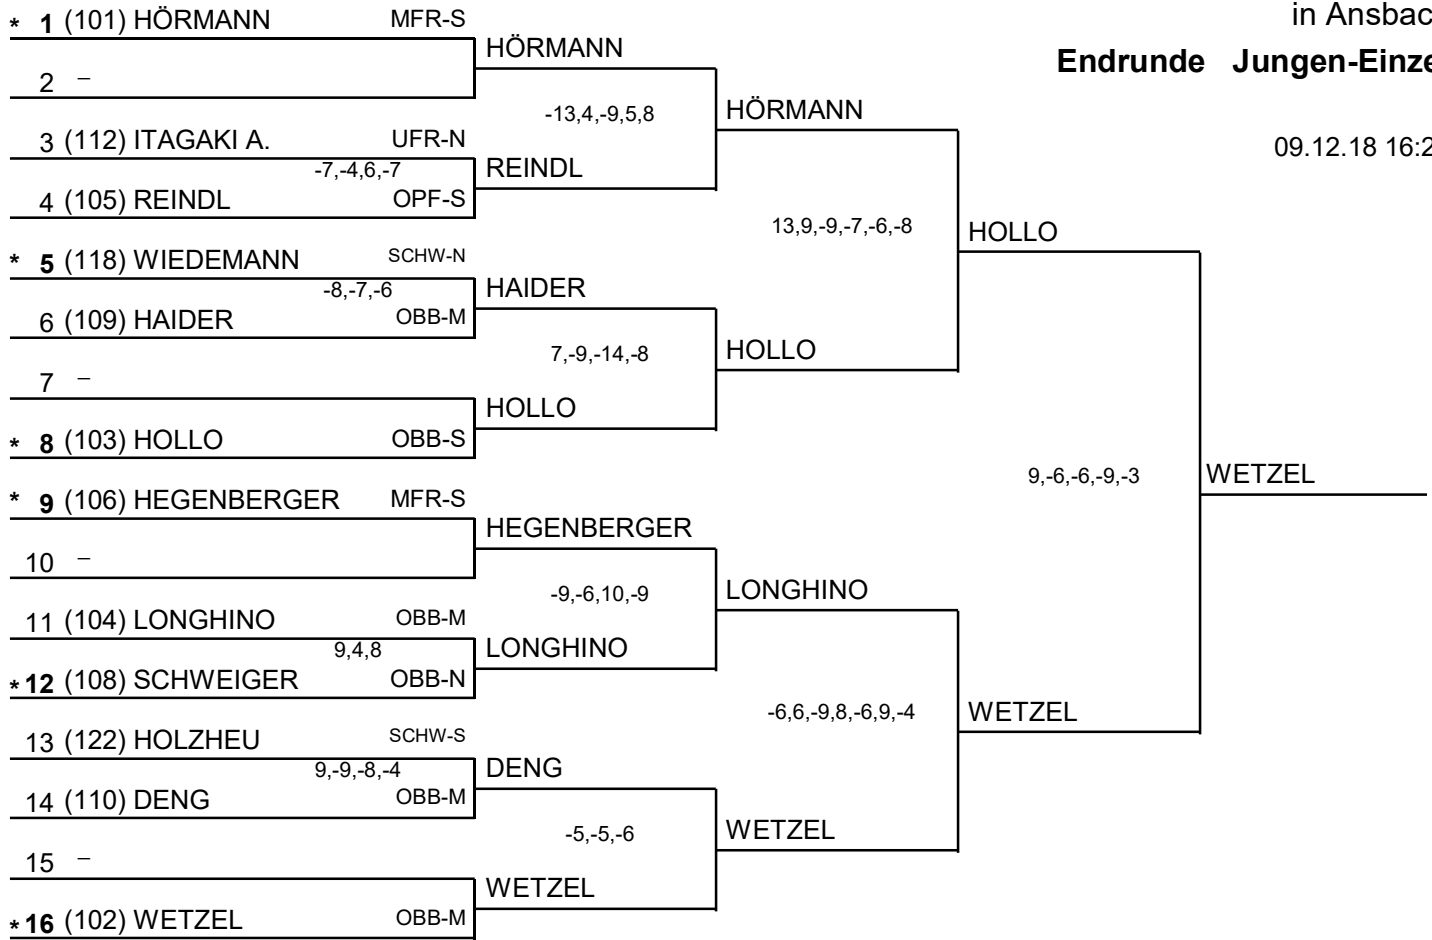 * 1 (101) HÖRMANN MFR-S
in Ansbac
HÖRMANN
Endrunde Jungen-Einze
2 –
-13,4,-9,5,8
HÖRMANN
3 (112) ITAGAKI A. UFR-N
09.12.18 16:2
-7,-4,6,-7
REINDL
4 (105) REINDL OPF-S
13,9,-9,-7,-6,-8
HOLLO
* 5 (118) WIEDEMANN SCHW-N
-8,-7,-6
HAIDER
6 (109) HAIDER OBB-M
7,-9,-14,-8
HOLLO
7 –
HOLLO
* 8 (103) HOLLO OBB-S
9,-6,-6,-9,-3
WETZEL
* 9 (106) HEGENBERGER MFR-S
HEGENBERGER
10 –
-9,-6,10,-9
LONGHINO
11 (104) LONGHINO OBB-M
9,4,8
LONGHINO
* 12 (108) SCHWEIGER OBB-N
-6,6,-9,8,-6,9,-4
WETZEL
13 (122) HOLZHEU SCHW-S
9,-9,-8,-4
DENG
14 (110) DENG OBB-M
-5,-5,-6
WETZEL
15 –
WETZEL
* 16 (102) WETZEL OBB-M